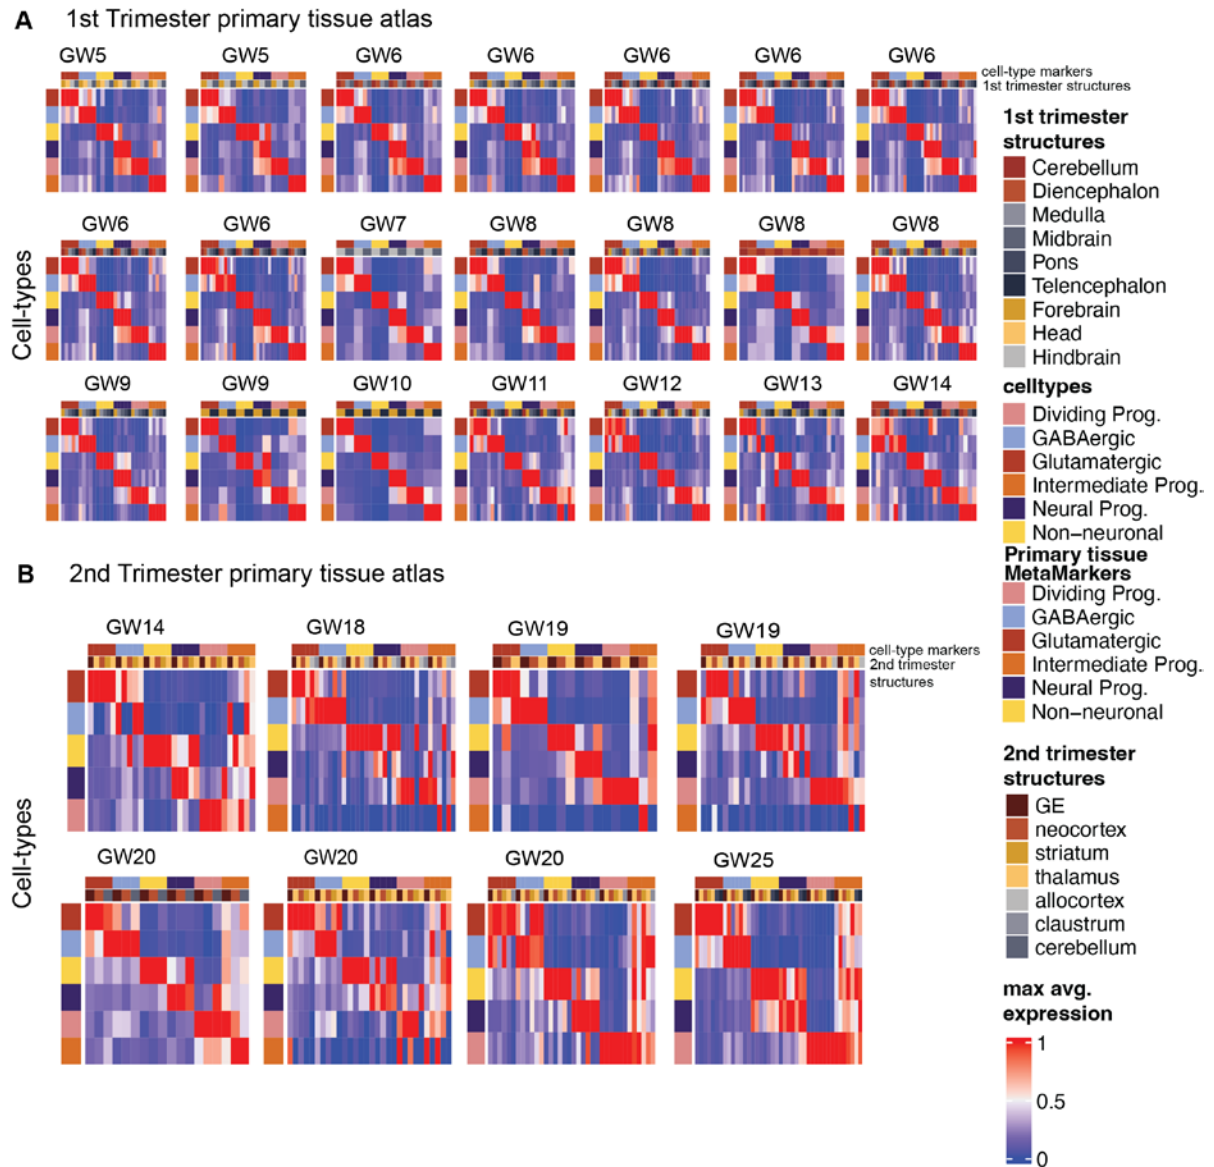 A 1st Trimester primary tissue atlas
GW5 GW5 GW6 GW6 GW6 GW6 GW6
cell-type markers
1st trimester structures
GW6 GW6 GW7 GW8 GW8 GW8 GW8
Cell-types
GW9 GW9 GW10 GW11 GW12 GW13 GW14
1st trimester
structures
Cerebellum
Diencephalon
Medulla
Midbrain
Pons
Telencephalon
Forebrain
Head
Hindbrain
celltypes
Dividing Prog.
GABAergic
Glutamatergic
Intermediate Prog.
Neural Prog.
Non-neuronal
Primary tissue
MetaMarkers
Dividing Prog.
GABAergic
Glutamatergic
Intermediate Prog.
Neural Prog.
Non-neuronal
B 2nd Trimester primary tissue atlas
GW14 GW18 GW19 GW19
cell-type markers
2nd trimester
structures
Cell-types
GW20 GW20 GW20 GW25
2nd trimester
structures
GE
neocortex
striatum
thalamus
allocortex
claustrum
cerebellum
max avg.
expression
1
0.5
0